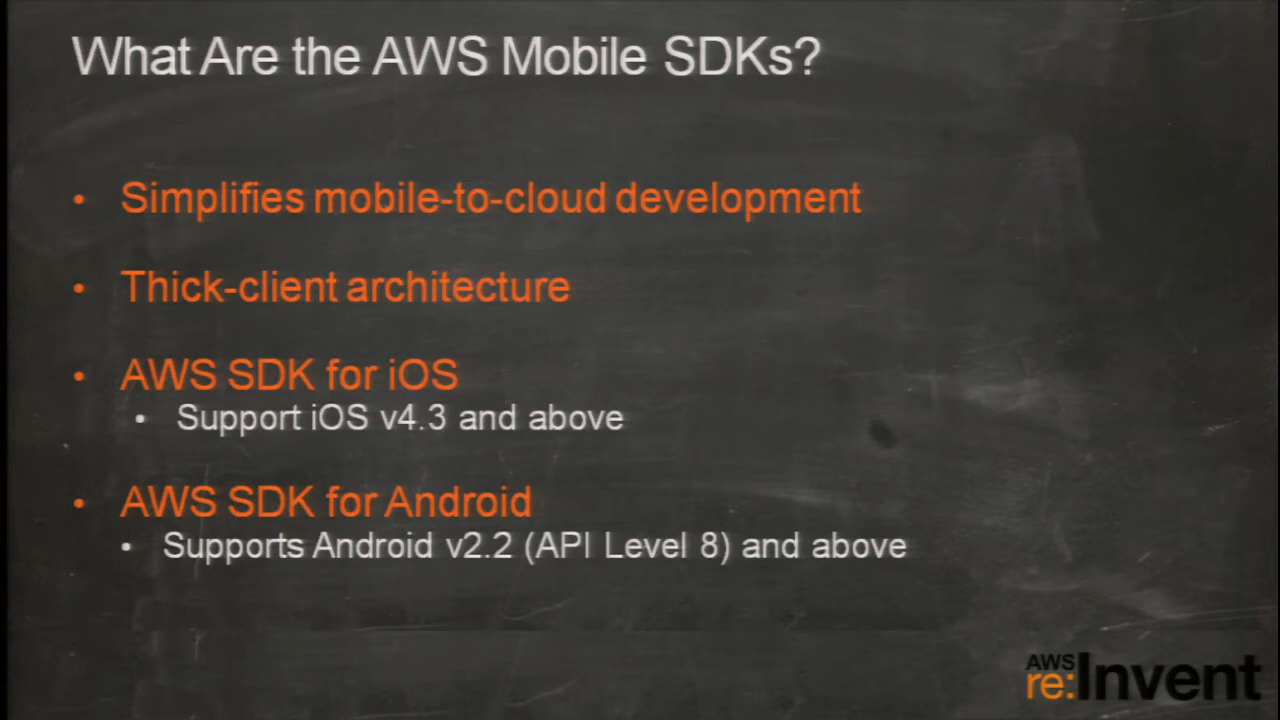 What Are the AWS Mobile SDKs?
• Simplifies mobile-to-cloud development
• Thick-client architecture
• AWS SDK for iOS
• Support iOS v4.3 and above
• AWS SDK for Android
• Supports Android v2.2 (API Level 8) and above
AWS
re:Invent